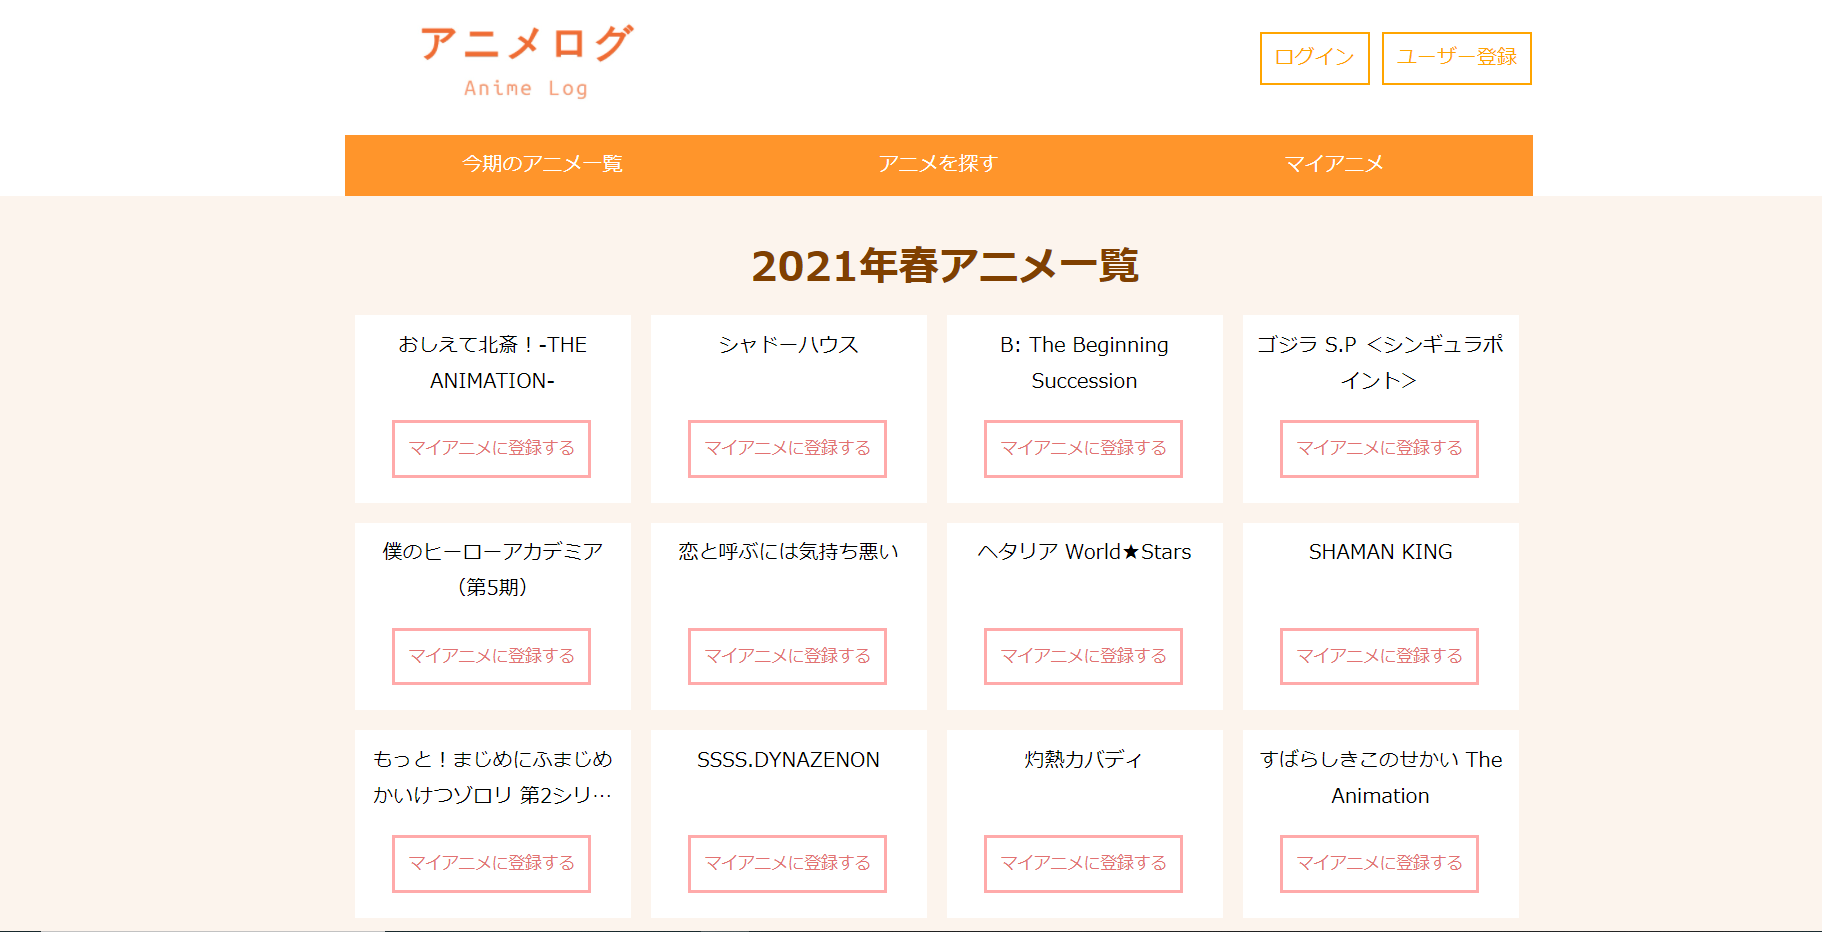 アニメログ
Anime Log
ログイン
ユーザー登録
今期のアニメ一覧
アニメを探す
マイアニメ
2021年春アニメ一覧
おしえて北斎！-THE
ANIMATION-
マイアニメに登録する
シャドーハウス
マイアニメに登録する
B: The Beginning
Succession
マイアニメに登録する
ゴジラ S.P ＜シンギュラポ
イント＞
マイアニメに登録する
僕のヒーローアカデミア
（第5期）
マイアニメに登録する
恋と呼ぶには気持ち悪い
マイアニメに登録する
ヘタリア World★Stars
マイアニメに登録する
SHAMAN KING
マイアニメに登録する
もっと！まじめにふまじめ
かいけつゾロリ 第2シリ…
マイアニメに登録する
SSSS.DYNAZENON
マイアニメに登録する
灼熱カバディ
マイアニメに登録する
すばらしきこのせかい The
Animation
マイアニメに登録する